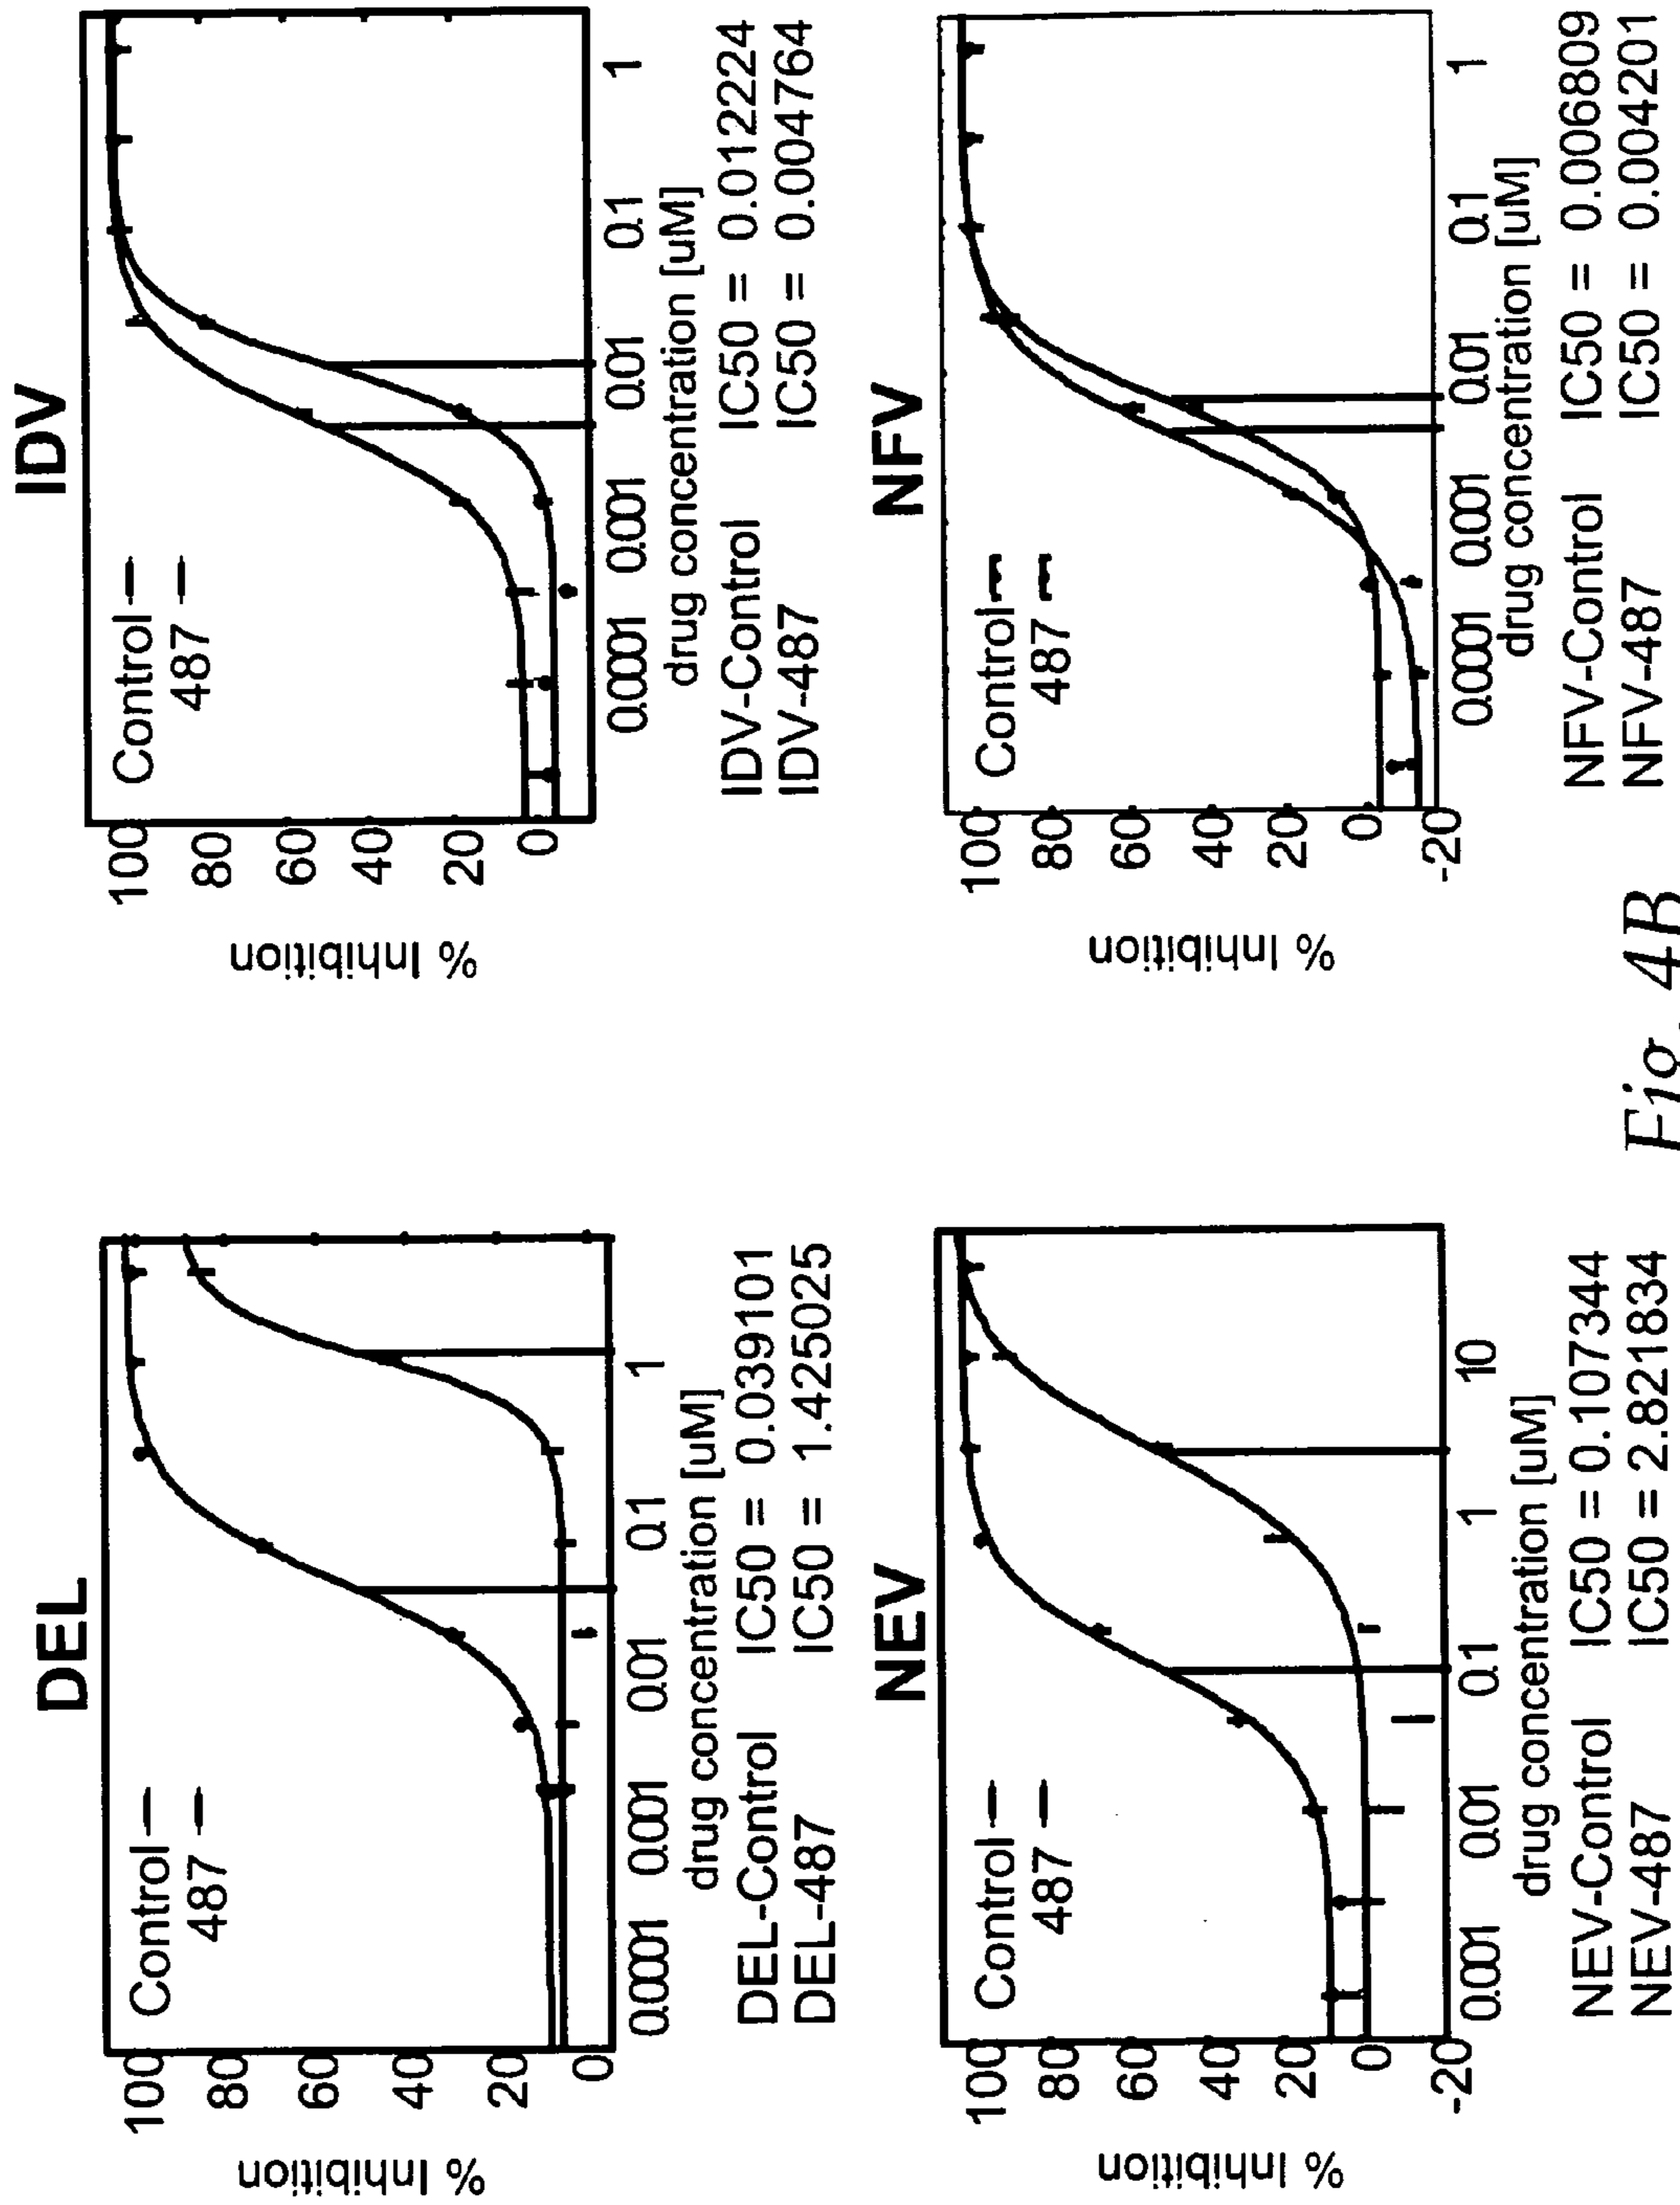 DEL
% Inhibition
100
80
60
40
20
0
Control
487
0.0001 0.001 0.01 0.1 1
drug concentration [uM]
DEL-Control IC50 = 0.039101
DEL-487 IC50 = 1.425025
IDV
% Inhibition
100
80
60
40
20
0
Control
487
0.0001 0.001 0.01 0.1 1
drug concentration [uM]
IDV-Control IC50 = 0.012224
IDV-487 IC50 = 0.004764
NEV
% Inhibition
100
80
60
40
20
0
-20
Control
487
0.001 0.01 0.1 1 10
drug concentration [uM]
NEV-Control IC50 = 0.107344
NEV-487 IC50 = 2.821834
NFV
% Inhibition
100
80
60
40
20
0
-20
Control
487
0.0001 0.001 0.01 0.1 1
drug concentration [uM]
NFV-Control IC50 = 0.006809
NFV-487 IC50 = 0.004201
Fig. 4B